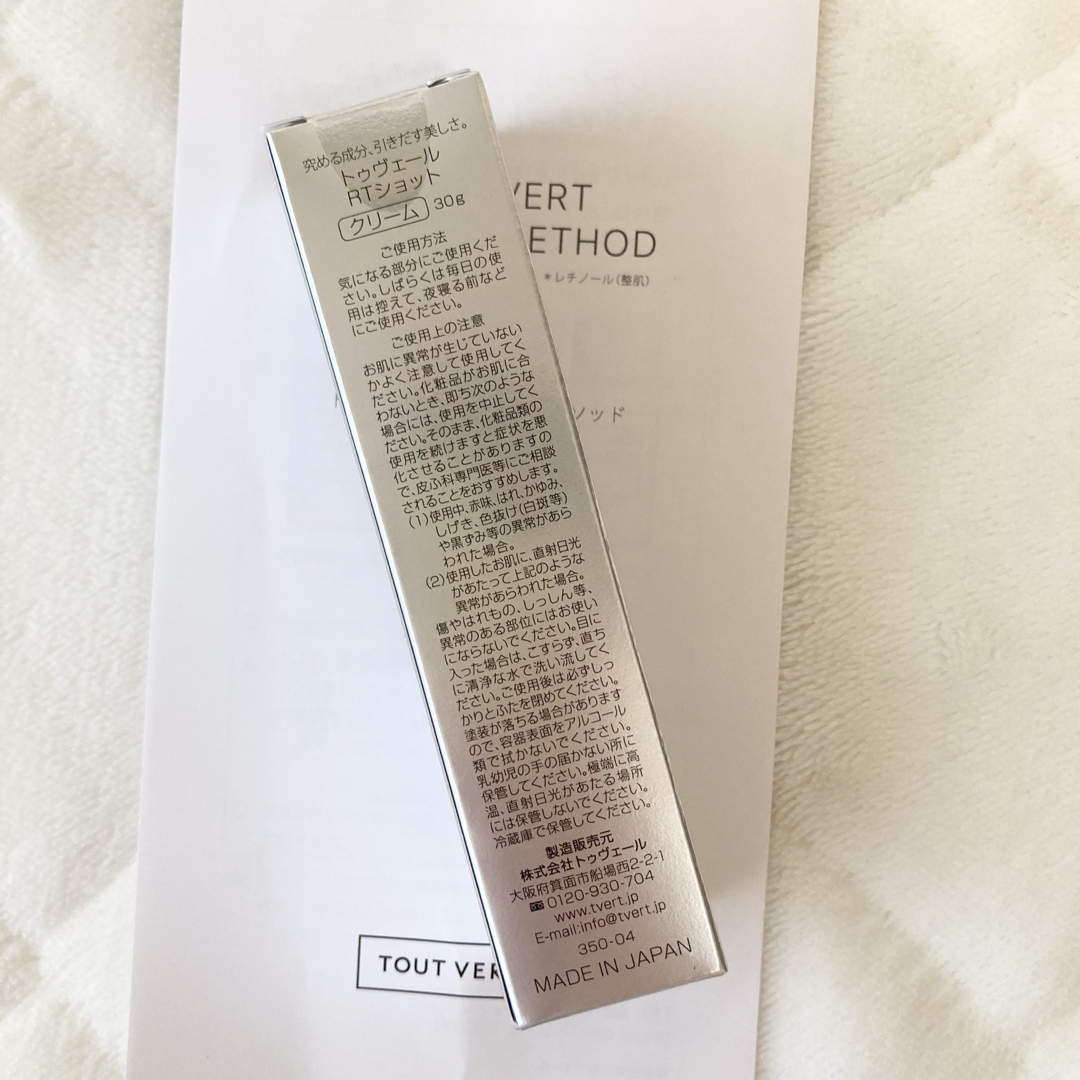 究める成分、引きだす美しさ。
トゥヴェール
RTショット
クリーム 30g
ご使用方法
気になる部分にご使用くだ
さい。しばらくは毎日の使
用は控えて、夜寝る前など
にご使用ください。
ご使用上の注意
お肌に異常が生じていない
かよく注意して使用してく
ださい。化粧品がお肌に合
わないとき、即ち次のような
場合には、使用を中止してく
ださい。そのまま、化粧品類の
使用を続けますと症状を悪
化させることがありますの
で、皮ふ科専門医等にご相談
されることをおすすめします。
(1)使用中、赤味、はれ、かゆみ、
しげき、色抜け(白斑等)
や黒ずみ等の異常があら
われた場合。
(2)使用したお肌に、直射日光
があたって上記のような
異常があらわれた場合。
傷やはれもの、しっしん等、
異常のある部位にはお使い
にならないでください。目に
入った場合は、こすらず、直ち
に清浄な水で洗い流してく
ださい。ご使用後は必ずしっ
かりとふたを閉めてください。
塗装が落ちる場合があります
ので、容器表面をアルコール
類で拭かないでください。
乳幼児の手の届かない所に
保管してください。極端に高
温、直射日光があたる場所
には保管しないでください。
冷蔵庫で保管してください。
製造販売元
株式会社トゥヴェール
大阪府箕面市船場西2-2-1
0120-930-704
www.tvert.jp
E-mail:info@tvert.jp
350-04
MADE IN JAPAN
VERT
ETHOD
*レチノール(整肌)
ソッド
TOUT VER